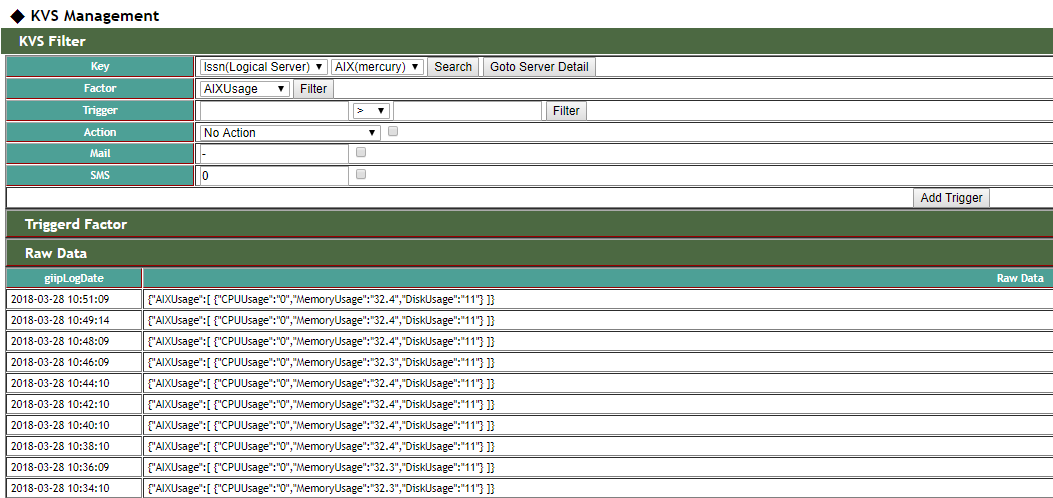 ◆ KVS Management
KVS Filter
Key lssn(Logical Server) ▼ AIX(mercury) ▼ Search Goto Server Detail
Factor AIXUsage ▼ Filter
Trigger > ▼ Filter
Action No Action ▼
Mail -
SMS 0
Add Trigger
Triggerd Factor
Raw Data
giipLogDate Raw Data
2018-03-28 10:51:09 {"AIXUsage":[ {"CPUUsage":"0","MemoryUsage":"32.4","DiskUsage":"11"} ]}
2018-03-28 10:49:14 {"AIXUsage":[ {"CPUUsage":"0","MemoryUsage":"32.4","DiskUsage":"11"} ]}
2018-03-28 10:48:09 {"AIXUsage":[ {"CPUUsage":"0","MemoryUsage":"32.4","DiskUsage":"11"} ]}
2018-03-28 10:46:09 {"AIXUsage":[ {"CPUUsage":"0","MemoryUsage":"32.3","DiskUsage":"11"} ]}
2018-03-28 10:44:10 {"AIXUsage":[ {"CPUUsage":"0","MemoryUsage":"32.4","DiskUsage":"11"} ]}
2018-03-28 10:42:10 {"AIXUsage":[ {"CPUUsage":"0","MemoryUsage":"32.4","DiskUsage":"11"} ]}
2018-03-28 10:40:10 {"AIXUsage":[ {"CPUUsage":"0","MemoryUsage":"32.4","DiskUsage":"11"} ]}
2018-03-28 10:38:10 {"AIXUsage":[ {"CPUUsage":"0","MemoryUsage":"32.4","DiskUsage":"11"} ]}
2018-03-28 10:36:09 {"AIXUsage":[ {"CPUUsage":"0","MemoryUsage":"32.3","DiskUsage":"11"} ]}
2018-03-28 10:34:10 {"AIXUsage":[ {"CPUUsage":"0","MemoryUsage":"32.3","DiskUsage":"11"} ]}